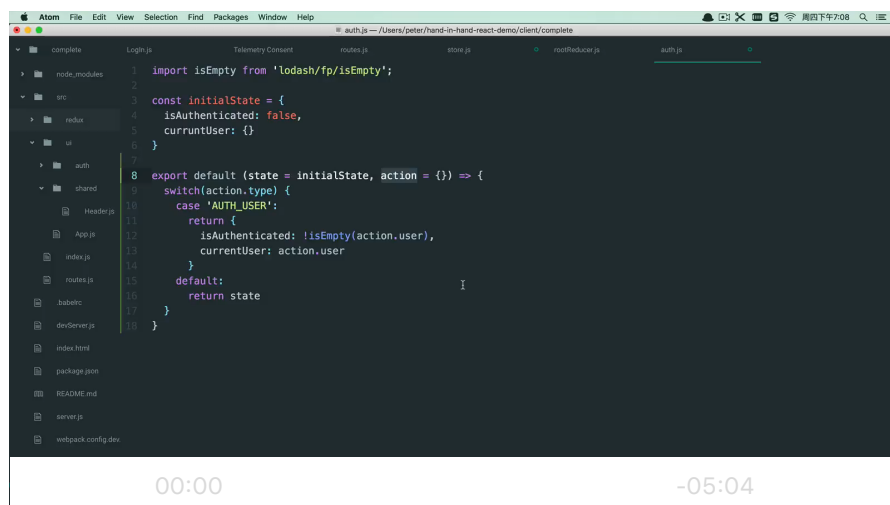 Atom File Edit View Selection Find Packages Window Help 周四下午7:08
auth.js — /Users/peter/hand-in-hand-react-demo/client/complete
complete
node_modules
src
redux
ui
auth
shared
Header.js
App.js
index.js
routes.js
.babelrc
devServer.js
index.html
package.json
README.md
server.js
webpack.config.dev.
Login.js Telemetry Consent routes.js store.js rootReducer.js auth.js
1 import isEmpty from 'lodash/fp/isEmpty';
2
3 const initialState = {
4 isAuthenticated: false,
5 curruntUser: {}
6 }
7
8 export default (state = initialState, action = {}) => {
9 switch(action.type) {
10 case 'AUTH_USER':
11 return {
12 isAuthenticated: !isEmpty(action.user),
13 currentUser: action.user
14 }
15 default:
16 return state
17 }
18 }
00:00 -05:04